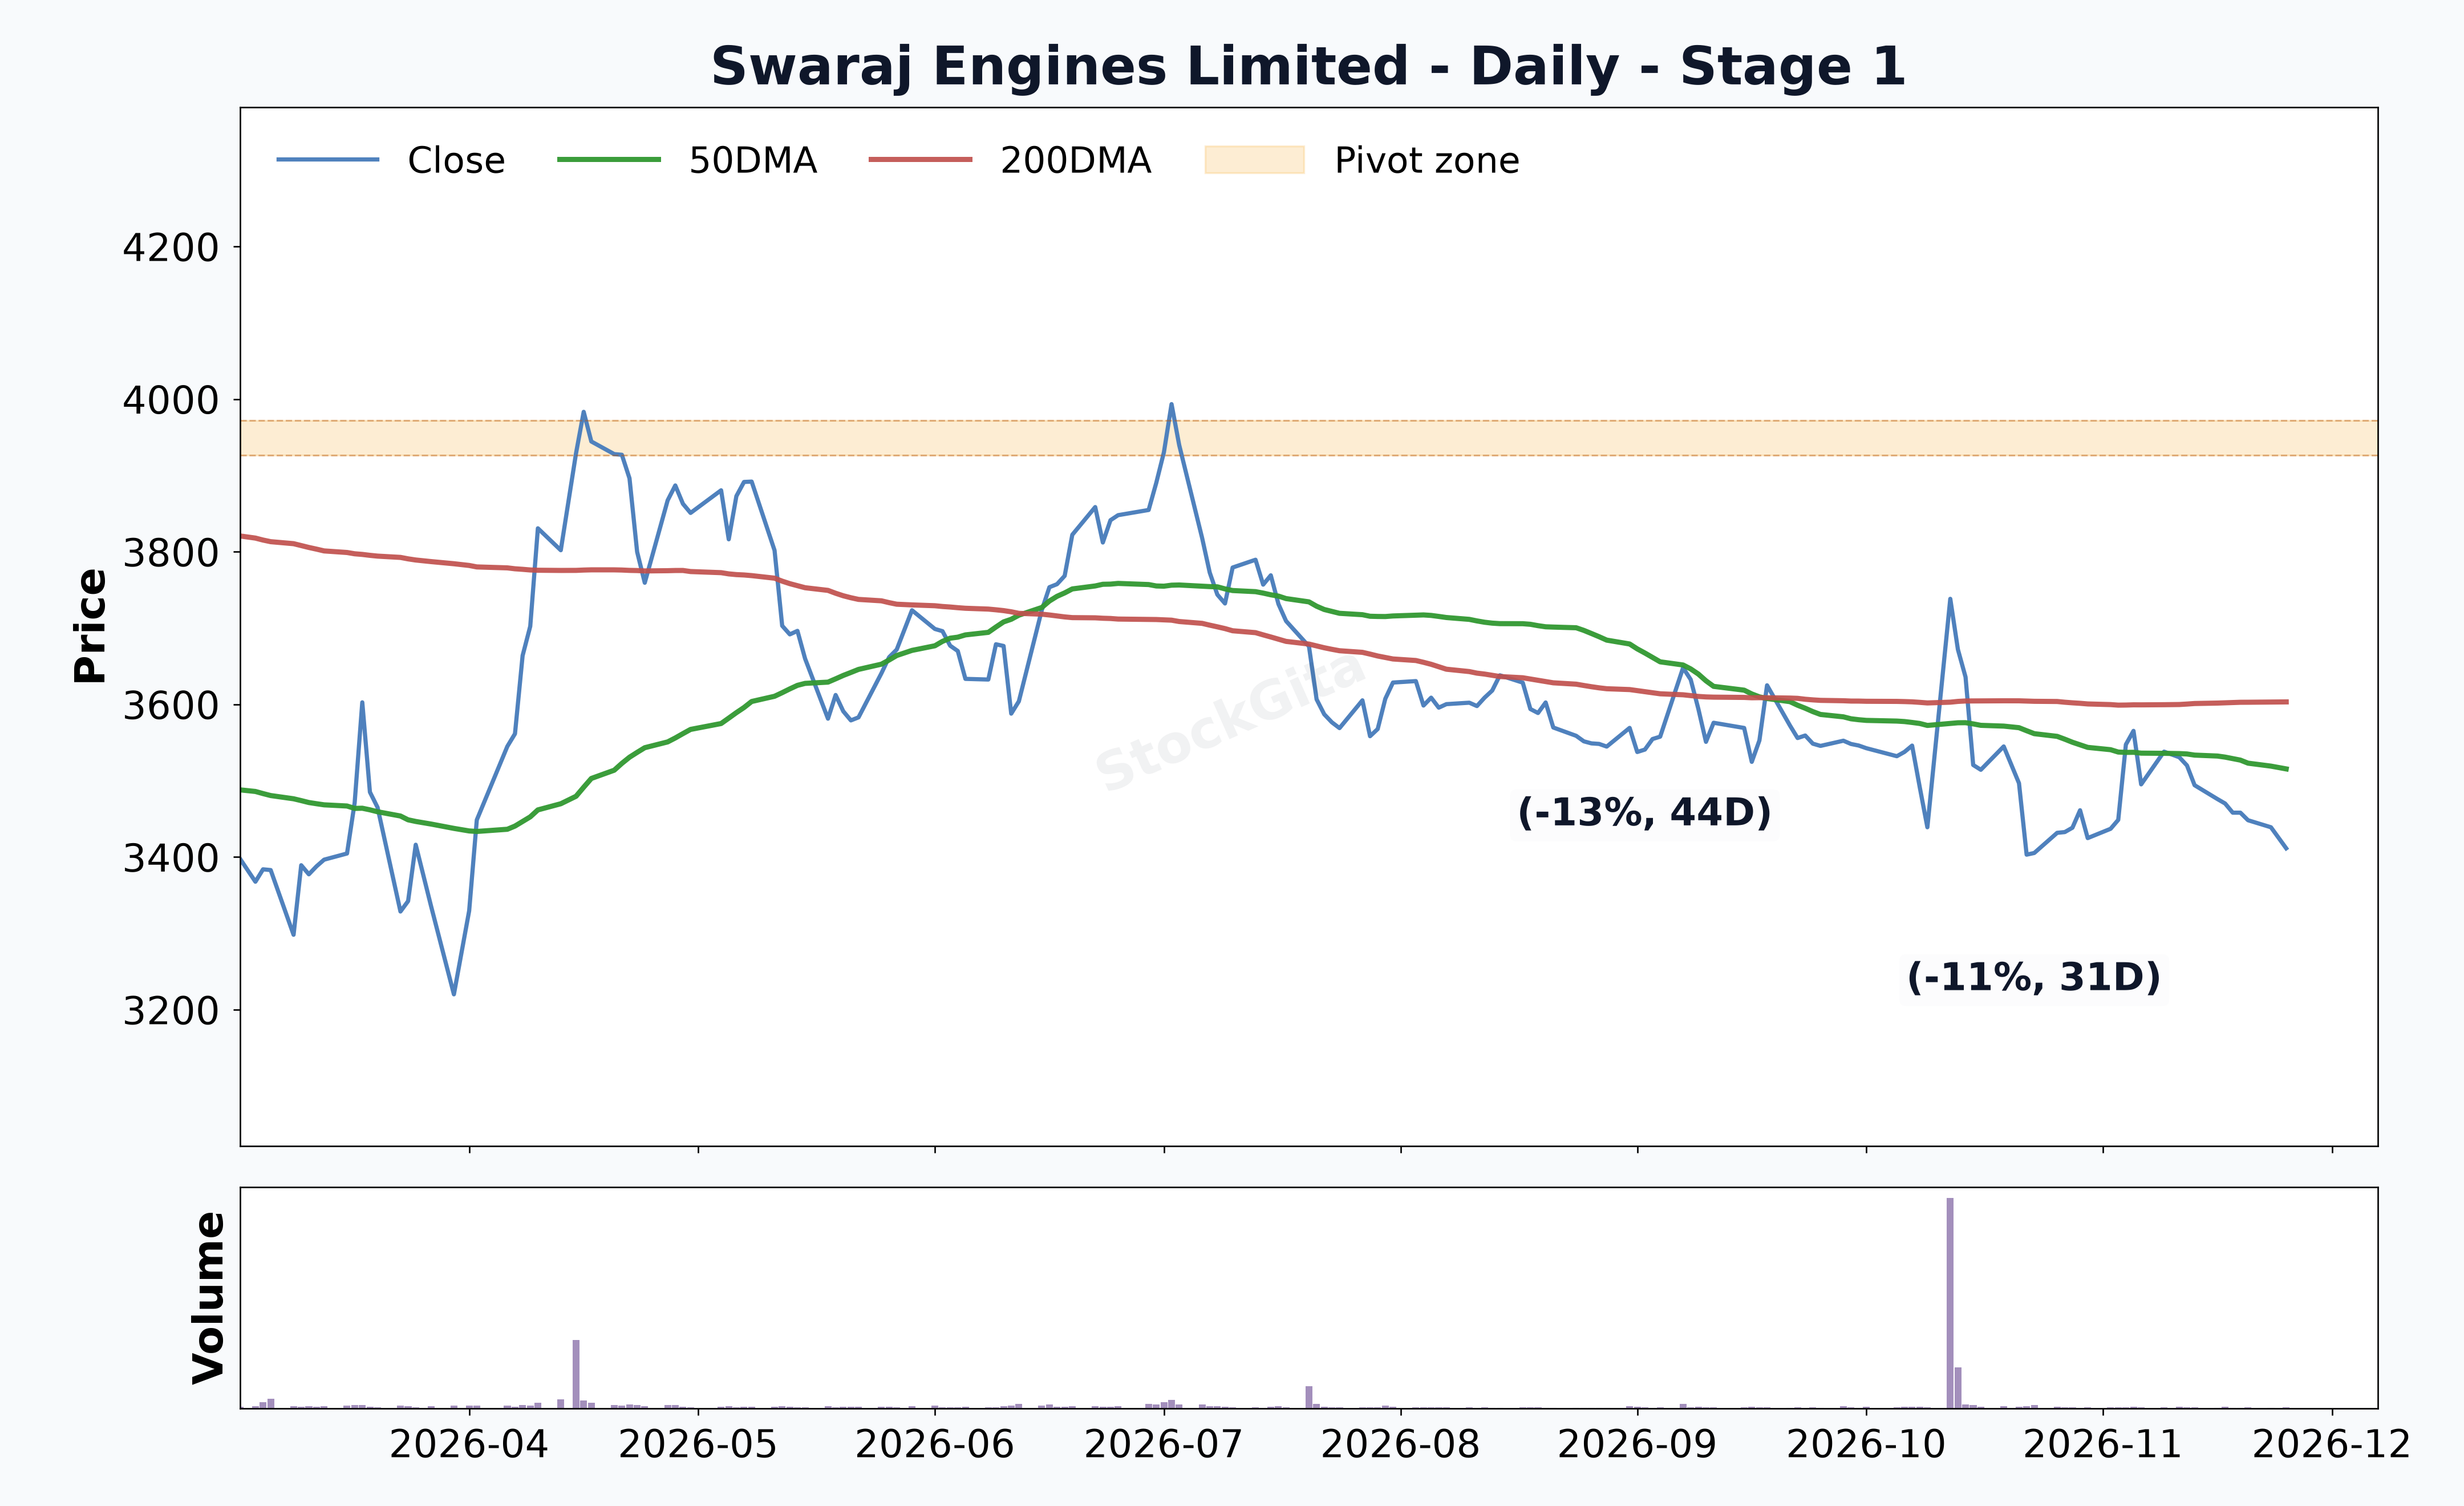 Swaraj Engines Limited - Daily - Stage 1
Close 50DMA 200DMA Pivot zone
4200
4000
3800
3600
3400
3200
Price
StockGita
(-13%, 44D)
(-11%, 31D)
Volume
2026-04 2026-05 2026-06 2026-07 2026-08 2026-09 2026-10 2026-11 2026-12